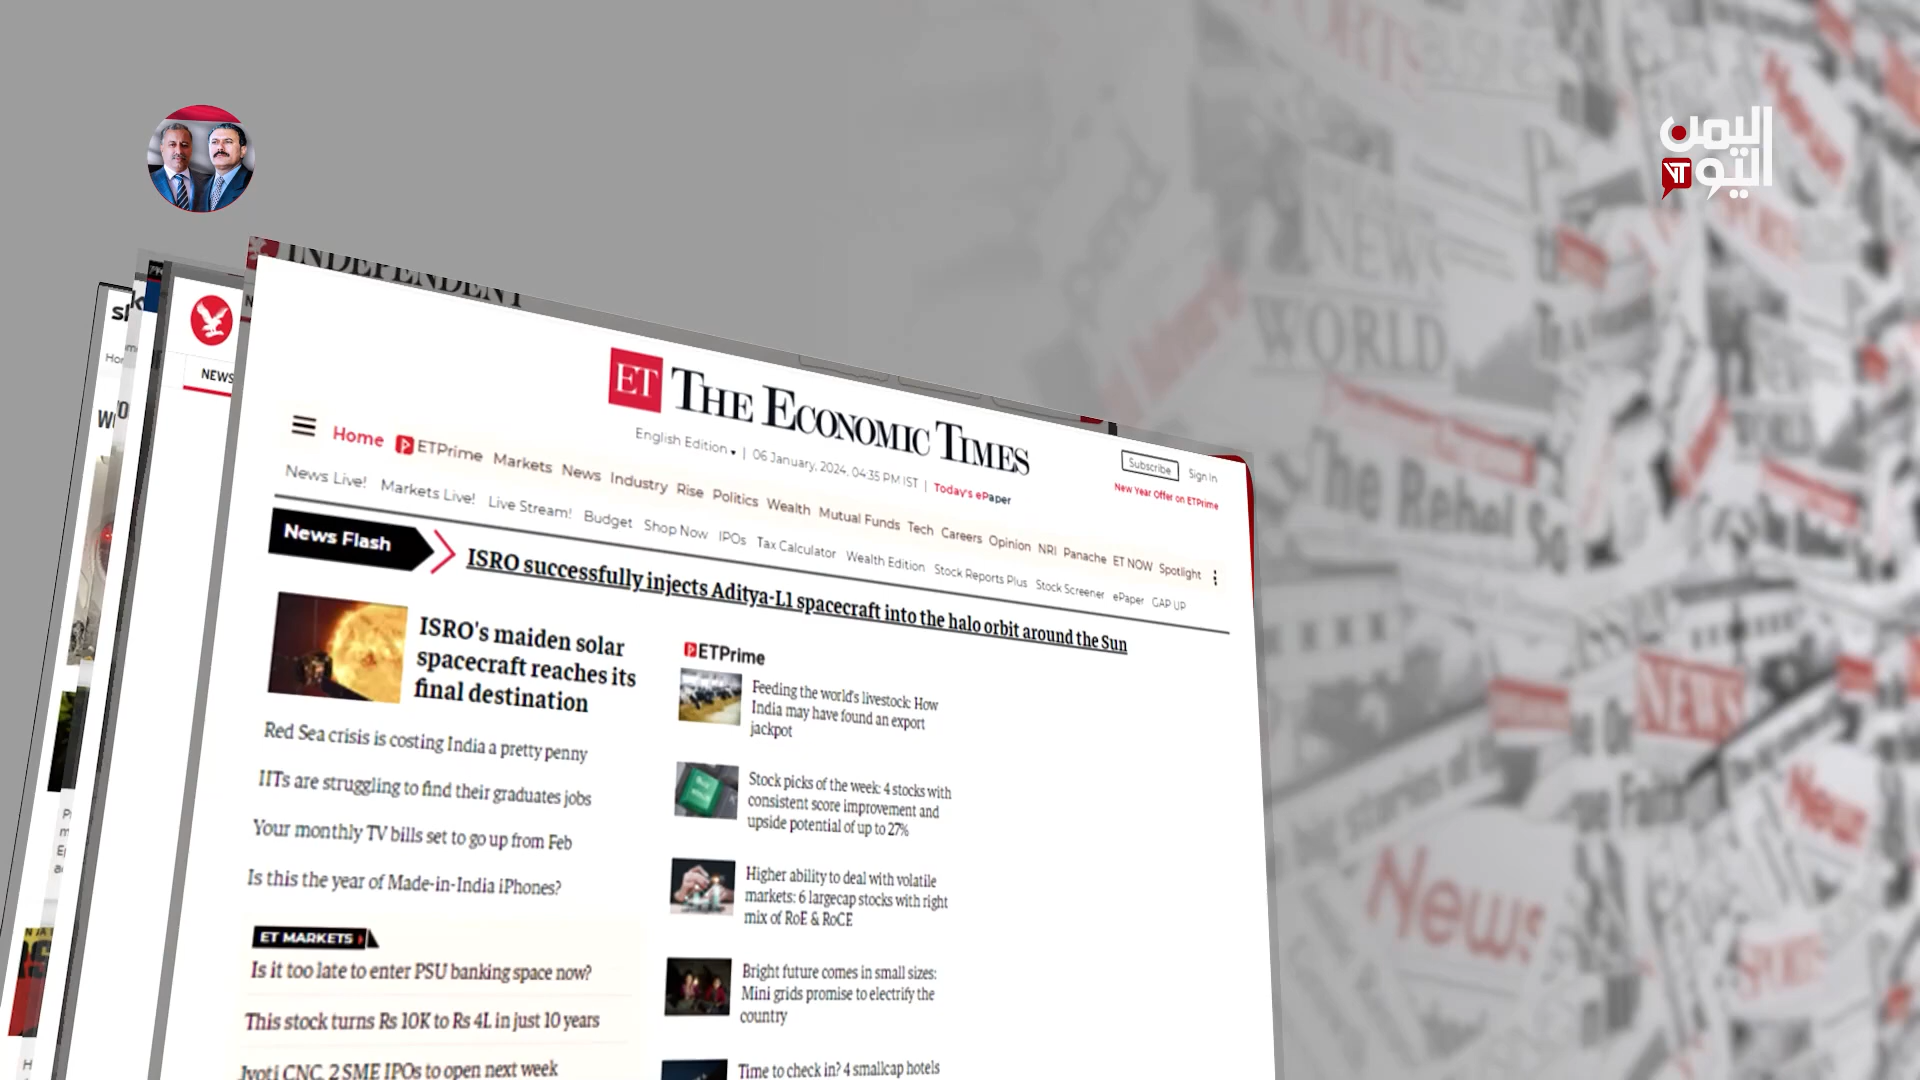 اليمن
اليوم
YT
INDEPENDENT
NEWS
ET THE ECONOMIC TIMES
English Edition | 06 January, 2024, 04:35 PM IST | Today's ePaper
Subscribe Sign In
New Year Offer on ETPrime
Home ETPrime Markets News Industry Rise Politics Wealth Mutual Funds Tech Careers Opinion NRI Panache ET NOW Spotlight
News Live! Markets Live! Live Stream! Budget Shop Now IPOs Tax Calculator Wealth Edition Stock Reports Plus Stock Screener ePaper GAP UP
News Flash
ISRO successfully injects Aditya-L1 spacecraft into the halo orbit around the Sun
ISRO's maiden solar
spacecraft reaches its
final destination
Red Sea crisis is costing India a pretty penny
IITs are struggling to find their graduates jobs
Your monthly TV bills set to go up from Feb
Is this the year of Made-in-India iPhones?
ET MARKETS
Is it too late to enter PSU banking space now?
This stock turns Rs 10K to Rs 4L in just 10 years
Jyoti CNC, 2 SME IPOs to open next week
ETPrime
Feeding the world's livestock: How
India may have found an export
jackpot
Stock picks of the week: 4 stocks with
consistent score improvement and
upside potential of up to 27%
Higher ability to deal with volatile
markets: 6 largecap stocks with right
mix of RoE & RoCE
Bright future comes in small sizes:
Mini grids promise to electrify the
country
Time to check in? 4 smallcap hotels
NEWS
WORLD
The Rehol
NEWS
News
News
SPORTS